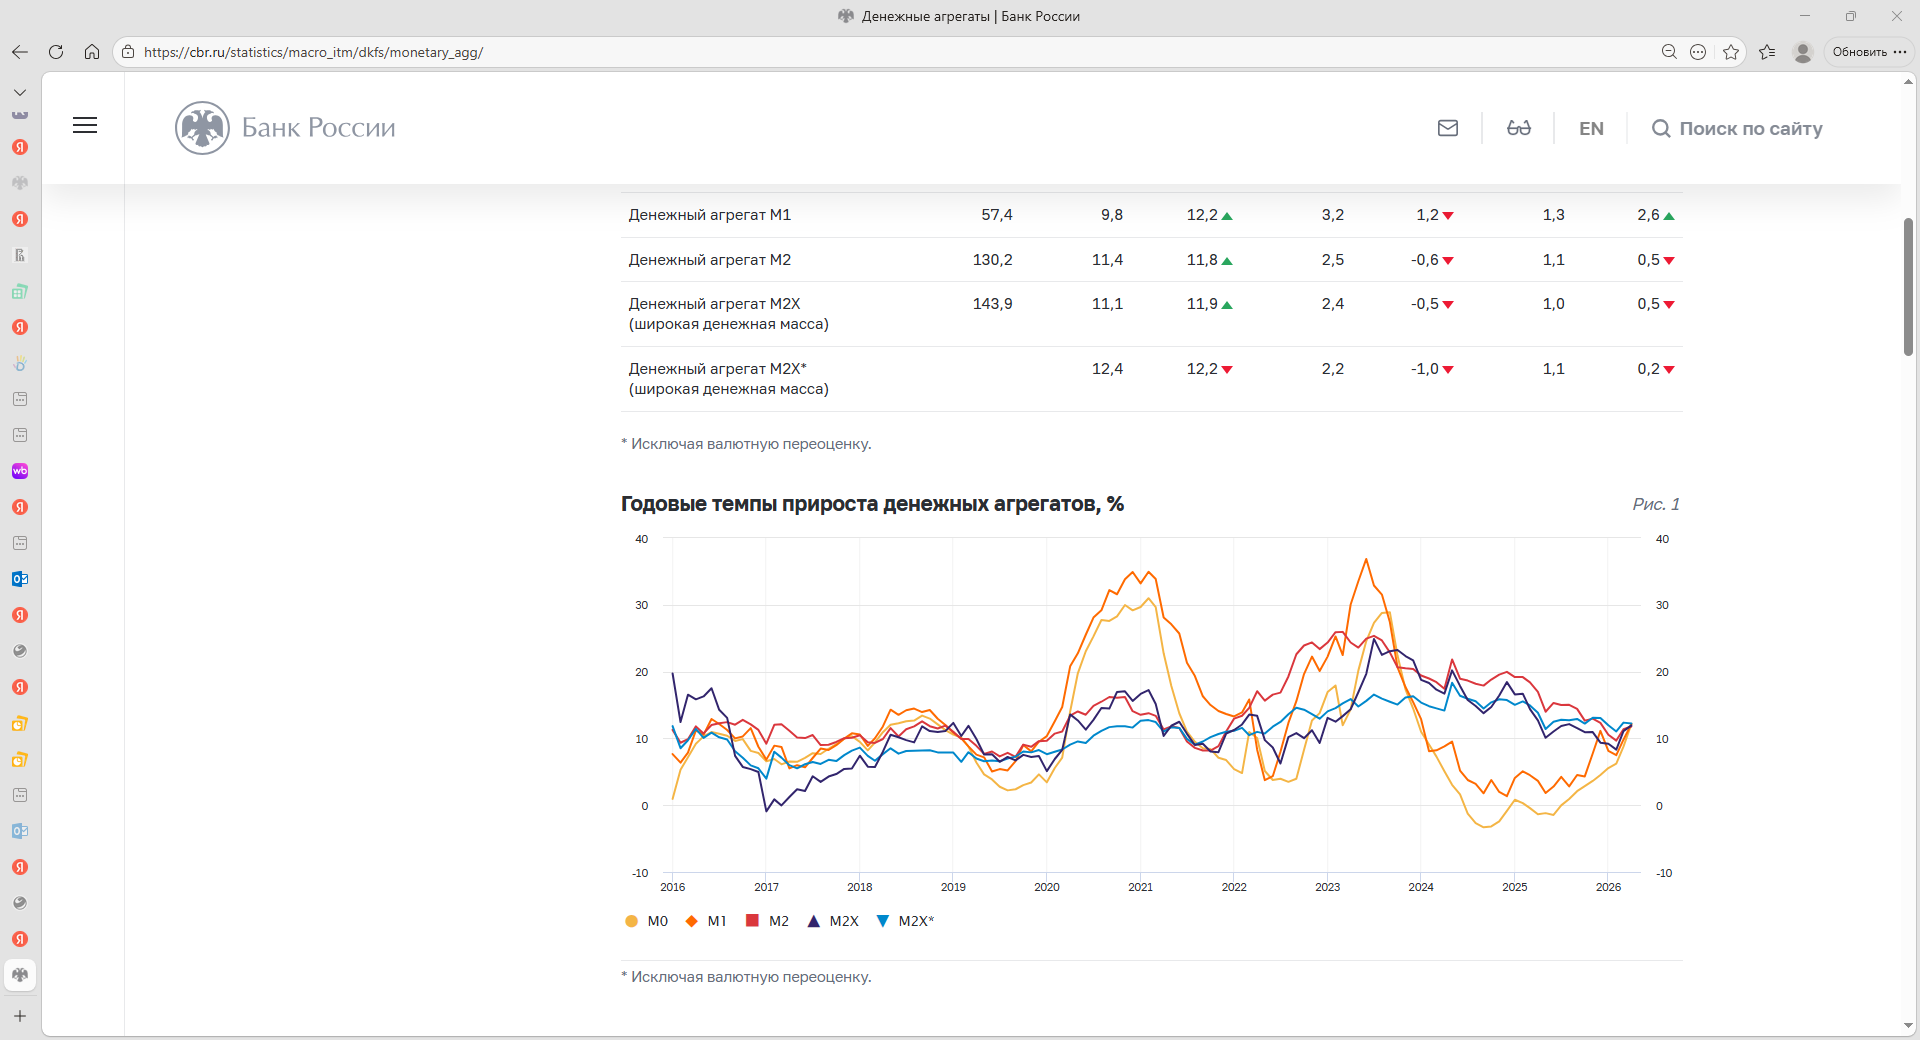 Денежные агрегаты | Банк России
https://cbr.ru/statistics/macro_itm/dkfs/monetary_agg/
Обновить
Банк России
EN
Поиск по сайту
Денежный агрегат М1 57,4 9,8 12,2 3,2 1,2 1,3 2,6
Денежный агрегат М2 130,2 11,4 11,8 2,5 -0,6 1,1 0,5
Денежный агрегат М2Х 143,9 11,1 11,9 2,4 -0,5 1,0 0,5
(широкая денежная масса)
Денежный агрегат М2Х* 12,4 12,2 2,2 -1,0 1,1 0,2
(широкая денежная масса)
* Исключая валютную переоценку.
Годовые темпы прироста денежных агрегатов, % Рис. 1
40 40
30 30
20 20
10 10
0 0
-10 -10
2016 2017 2018 2019 2020 2021 2022 2023 2024 2025 2026
М0 М1 М2 М2Х М2Х*
* Исключая валютную переоценку.